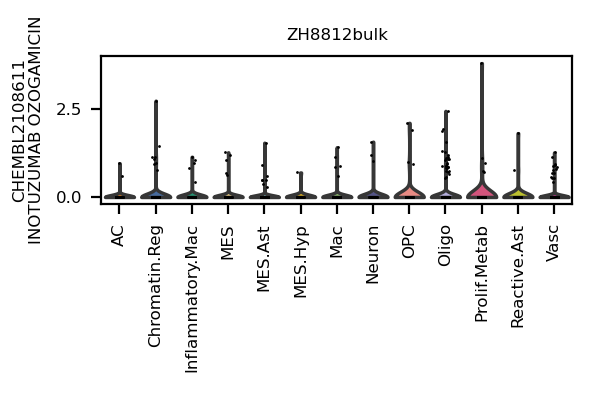 ZH8812bulk
CHEMBL2108611
INOTUZUMAB OZOGAMICIN
2.5
0.0
AC
Chromatin.Reg
Inflammatory.Mac
MES
MES.Ast
MES.Hyp
Mac
Neuron
OPC
Oligo
Prolif.Metab
Reactive.Ast
Vasc